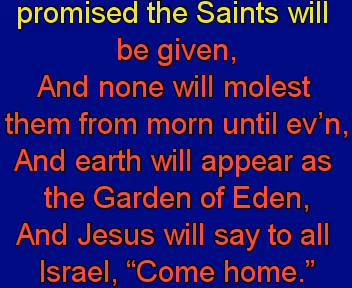 promised the Saints will
be given,
And none will molest
them from morn until ev’n,
And earth will appear as
the Garden of Eden,
And Jesus will say to all
Israel, “Come home.”